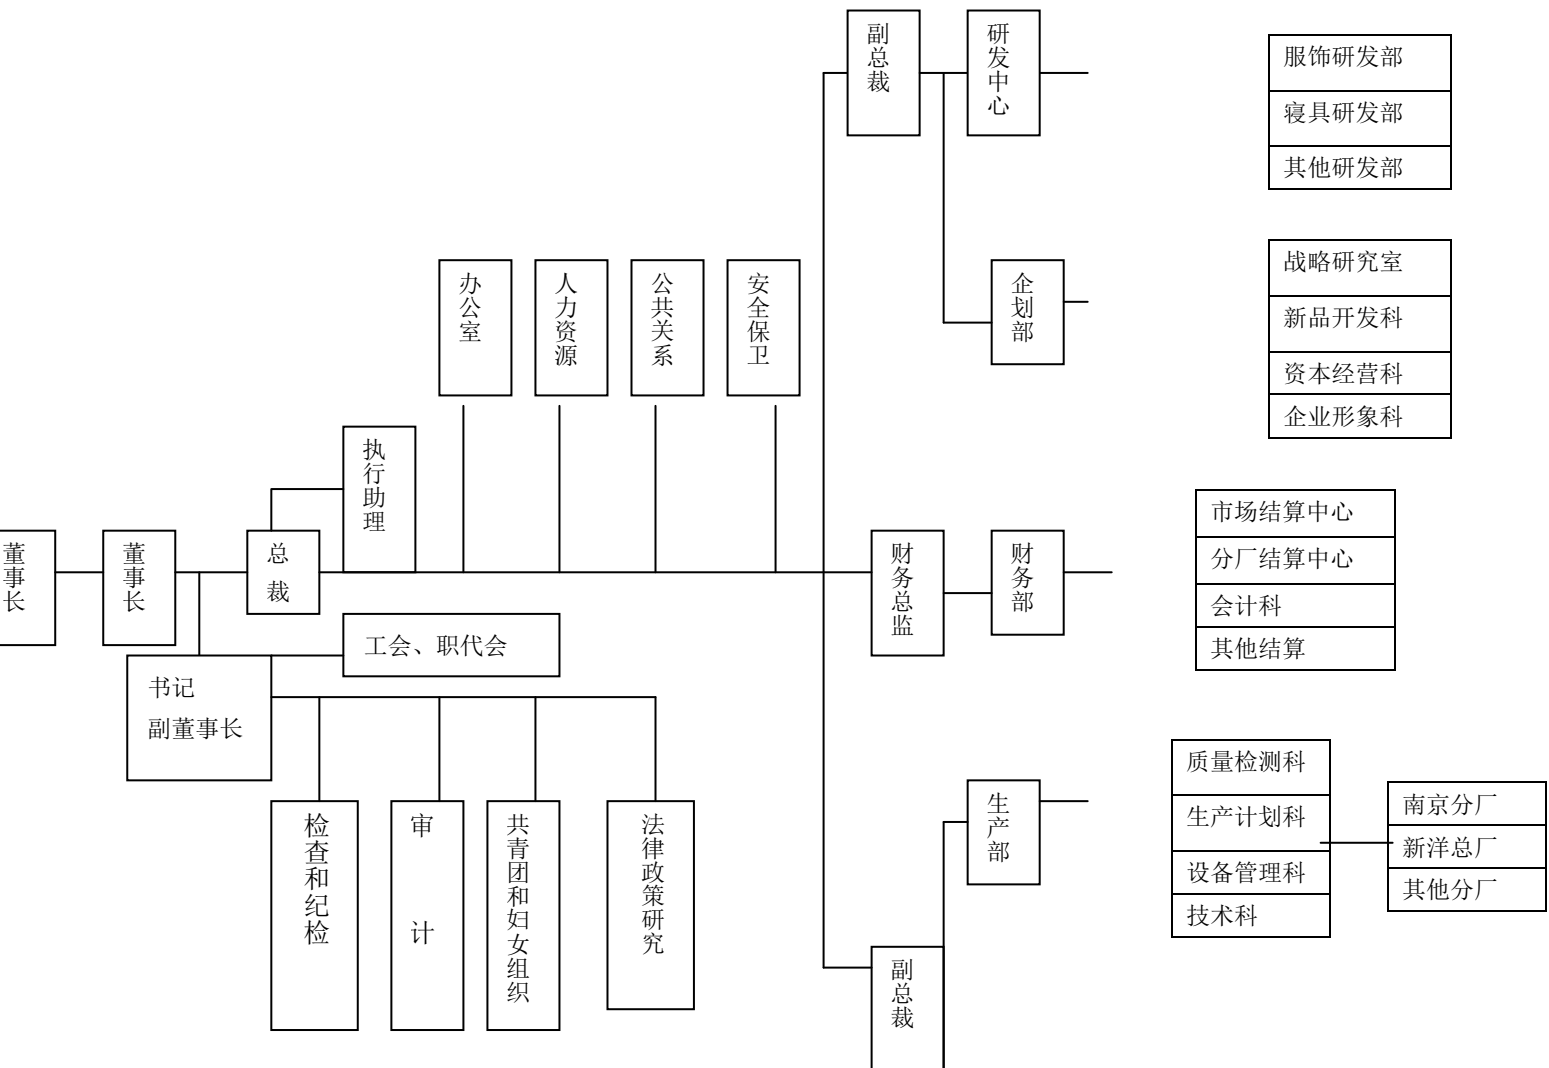 副总裁
研发中心
服饰研发部
寝具研发部
其他研发部
办公室
人力资源
公共关系
安全保卫
企划部
战略研究室
新品开发科
资本经营科
企业形象科
执行助理
董事长
董事长
总
裁
财务总监
财务部
市场结算中心
分厂结算中心
会计科
其他结算
工会、职代会
书记
副董事长
检查和纪检
审
计
共青团和妇女组织
法律政策研究
生产部
质量检测科
生产计划科
设备管理科
技术科
南京分厂
新洋总厂
其他分厂
副总裁